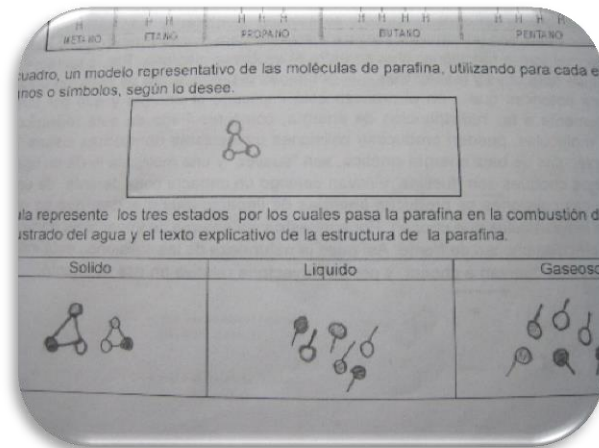 H H H H H H H H H H H
METANO ETANO PROPANO BUTANO PENTANO
cuadro, un modelo representativo de las moléculas de parafina, utilizando para cada e
nos o símbolos, según lo desee.
ula represente los tres estados por los cuales pasa la parafina en la combustión d
ustrado del agua y el texto explicativo de la estructura de la parafina.
Solido Liquido Gaseoso